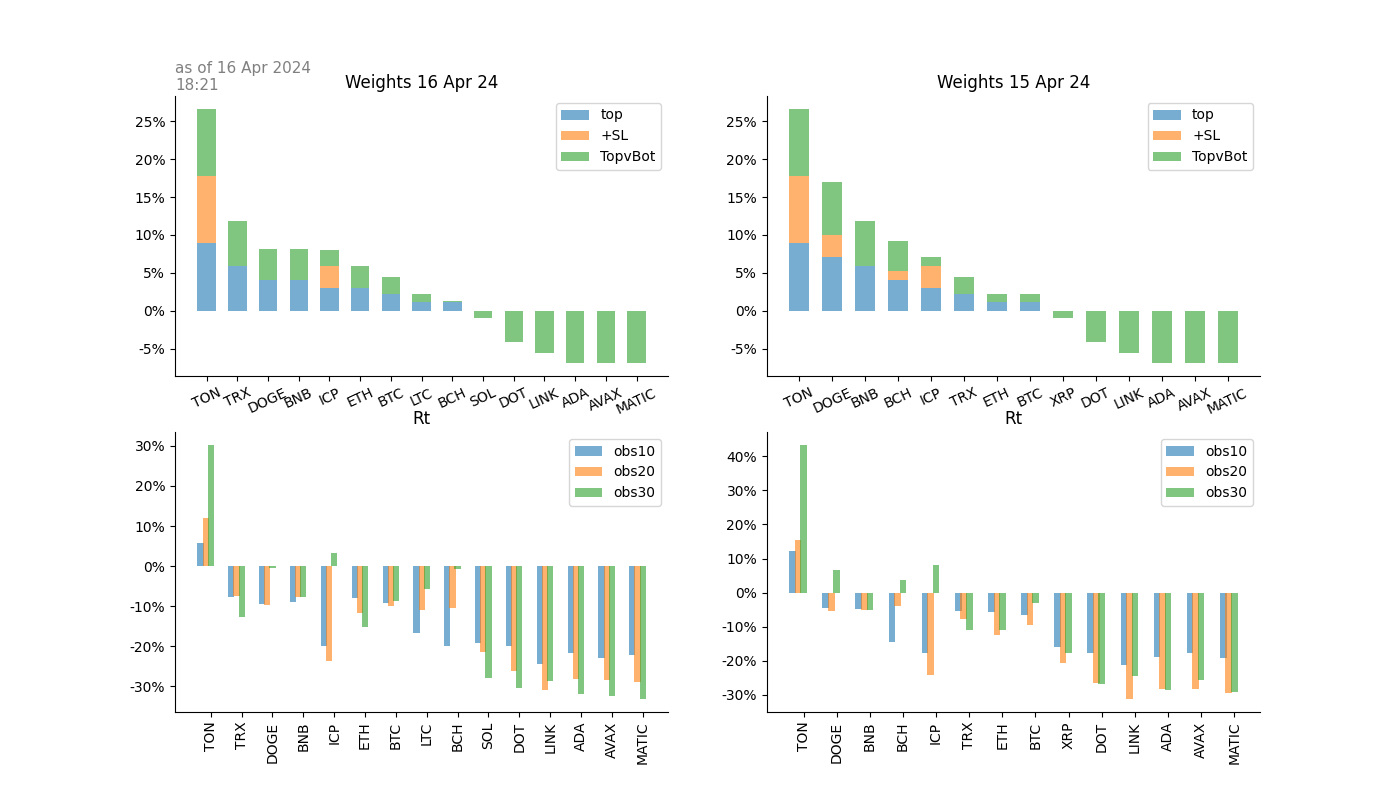 as of 16 Apr 2024
18:21
Weights 16 Apr 24
25%
20%
15%
10%
5%
0%
-5%
top
+SL
TopvBot
TON TRX DOGE BNB ICP ETH BTC LTC BCH SOL DOT LINK ADA AVAX MATIC
Weights 15 Apr 24
25%
20%
15%
10%
5%
0%
-5%
top
+SL
TopvBot
TON DOGE BNB BCH ICP TRX ETH BTC XRP DOT LINK ADA AVAX MATIC
Rt
30%
20%
10%
0%
-10%
-20%
-30%
obs10
obs20
obs30
TON TRX DOGE BNB ICP ETH BTC LTC BCH SOL DOT LINK ADA AVAX MATIC
Rt
40%
30%
20%
10%
0%
-10%
-20%
-30%
obs10
obs20
obs30
TON DOGE BNB BCH ICP TRX ETH BTC XRP DOT LINK ADA AVAX MATIC